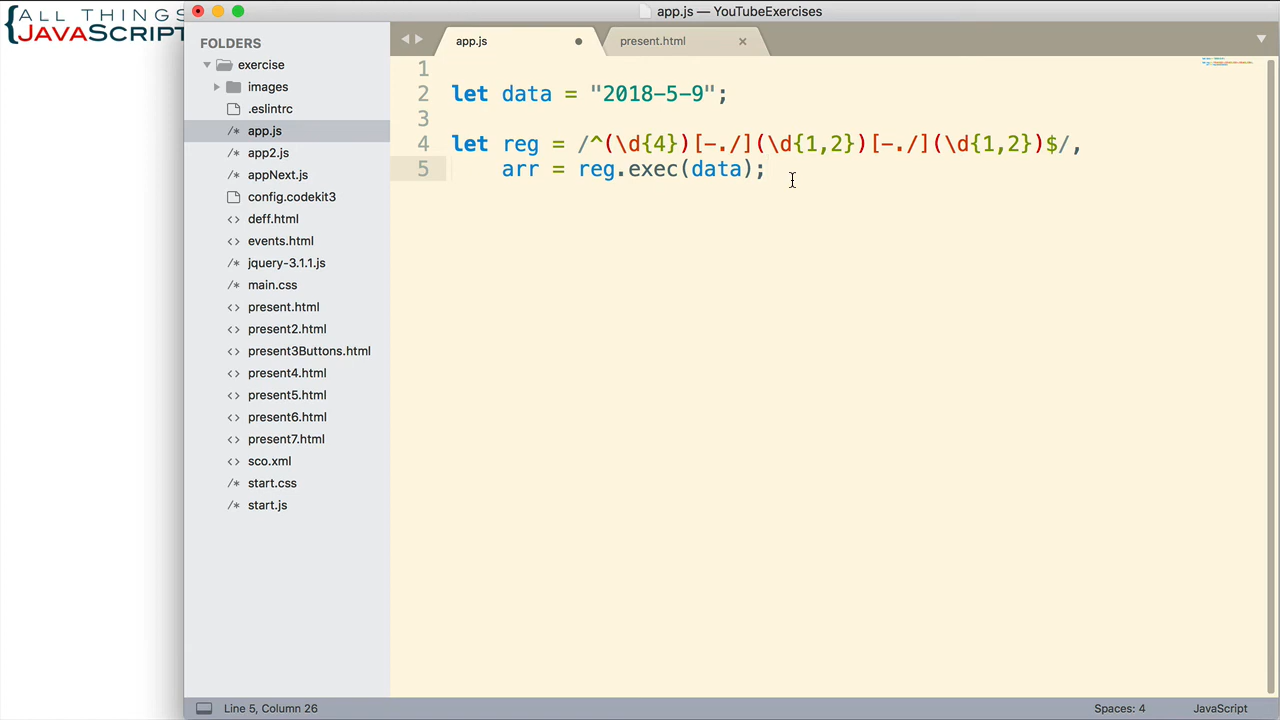 {ALL THINGS
JAVASCRIPT
app.js — YouTubeExercises
FOLDERS
exercise
images
.eslintrc
/* app.js
/* app2.js
/* appNext.js
config.codekit3
<> deff.html
<> events.html
/* jquery-3.1.1.js
/* main.css
<> present.html
<> present2.html
<> present3Buttons.html
<> present4.html
<> present5.html
<> present6.html
<> present7.html
<> sco.xml
/* start.css
/* start.js
app.js
present.html
1
2 let data = "2018-5-9";
3
4 let reg = /^(\d{4})[-./](\d{1,2})[-./](\d{1,2})$/,
5 arr = reg.exec(data);
Line 5, Column 26
Spaces: 4
JavaScript